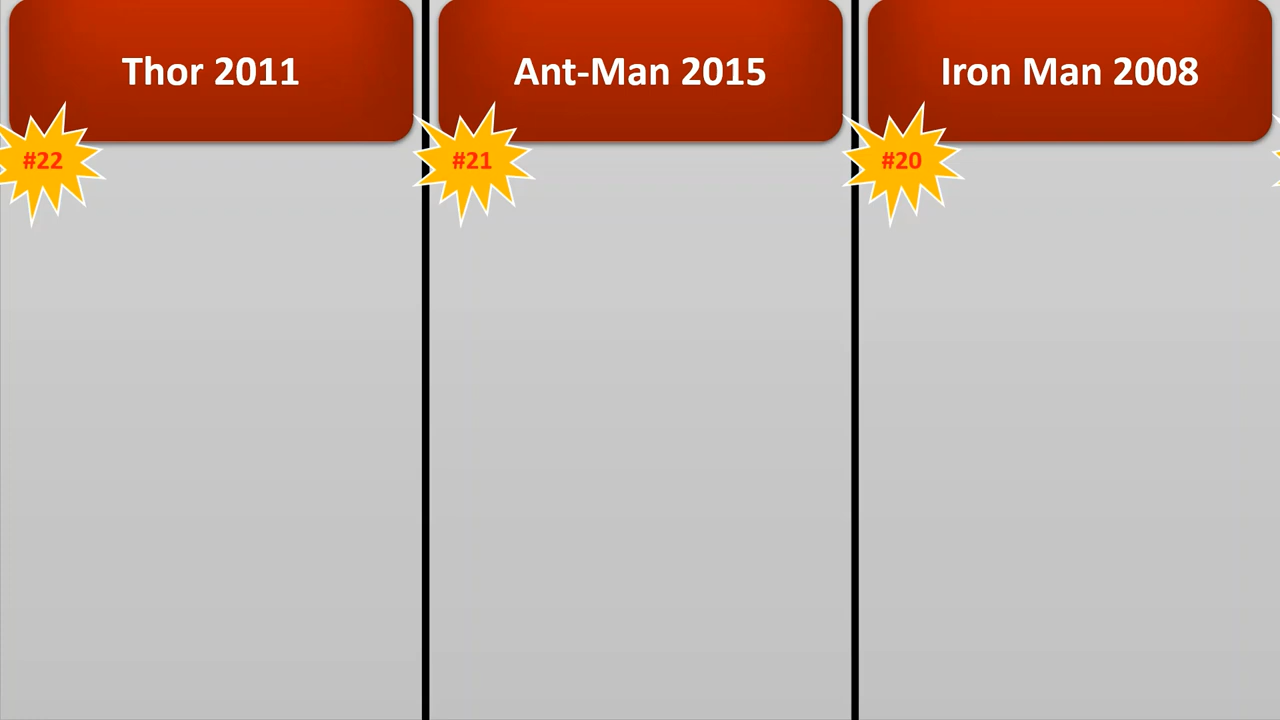 Thor 2011
#22
Ant-Man 2015
#21
Iron Man 2008
#20